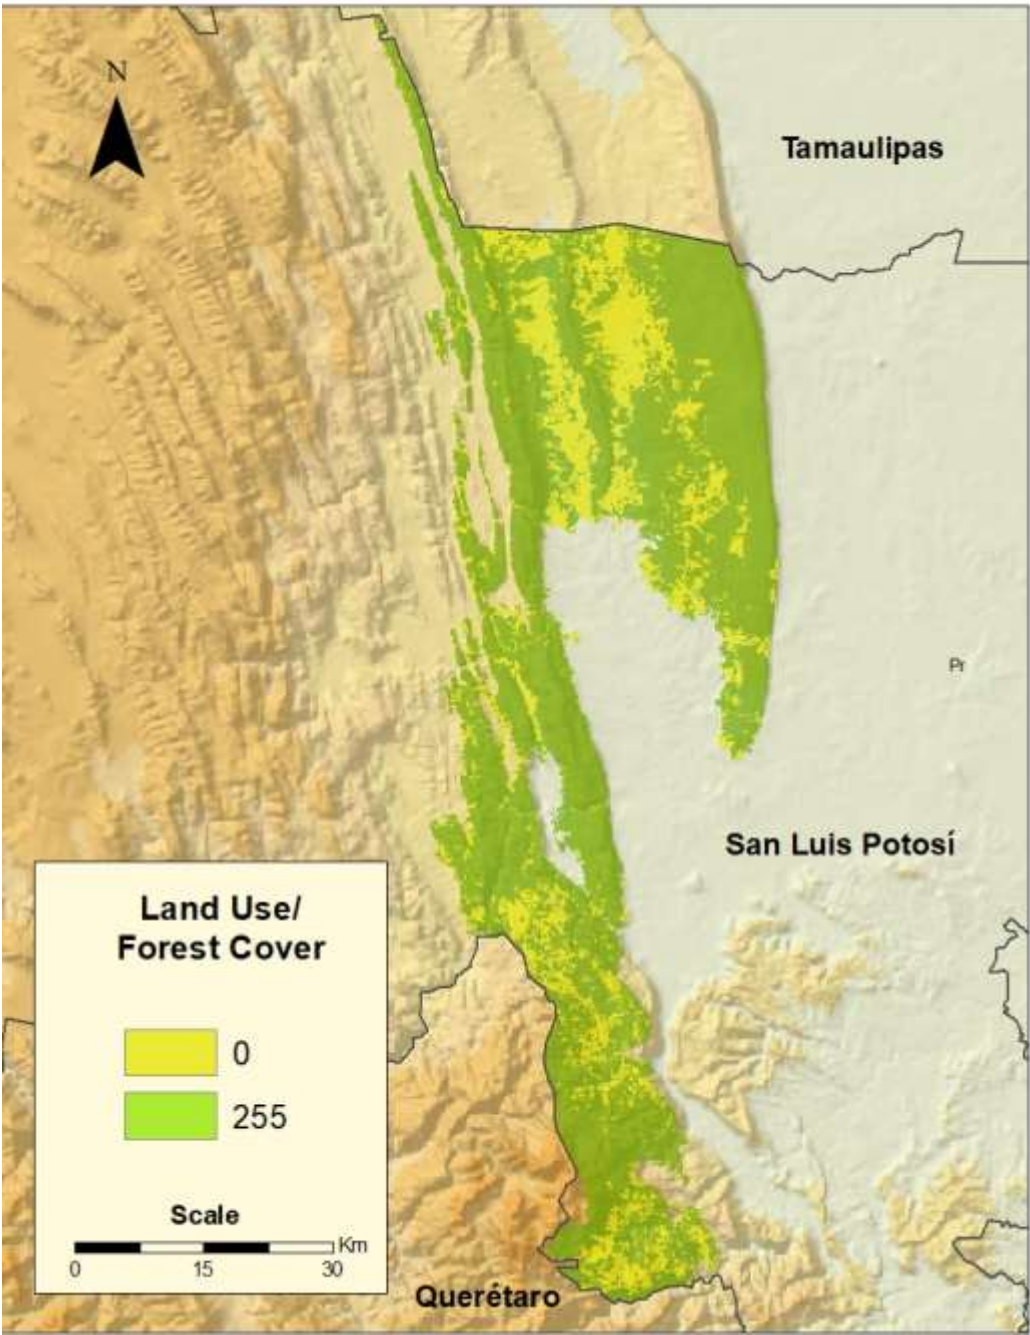 N
Tamaulipas
Pr
San Luis Potosí
Land Use/
Forest Cover
0
255
Scale
Km
0 15 30
Querétaro